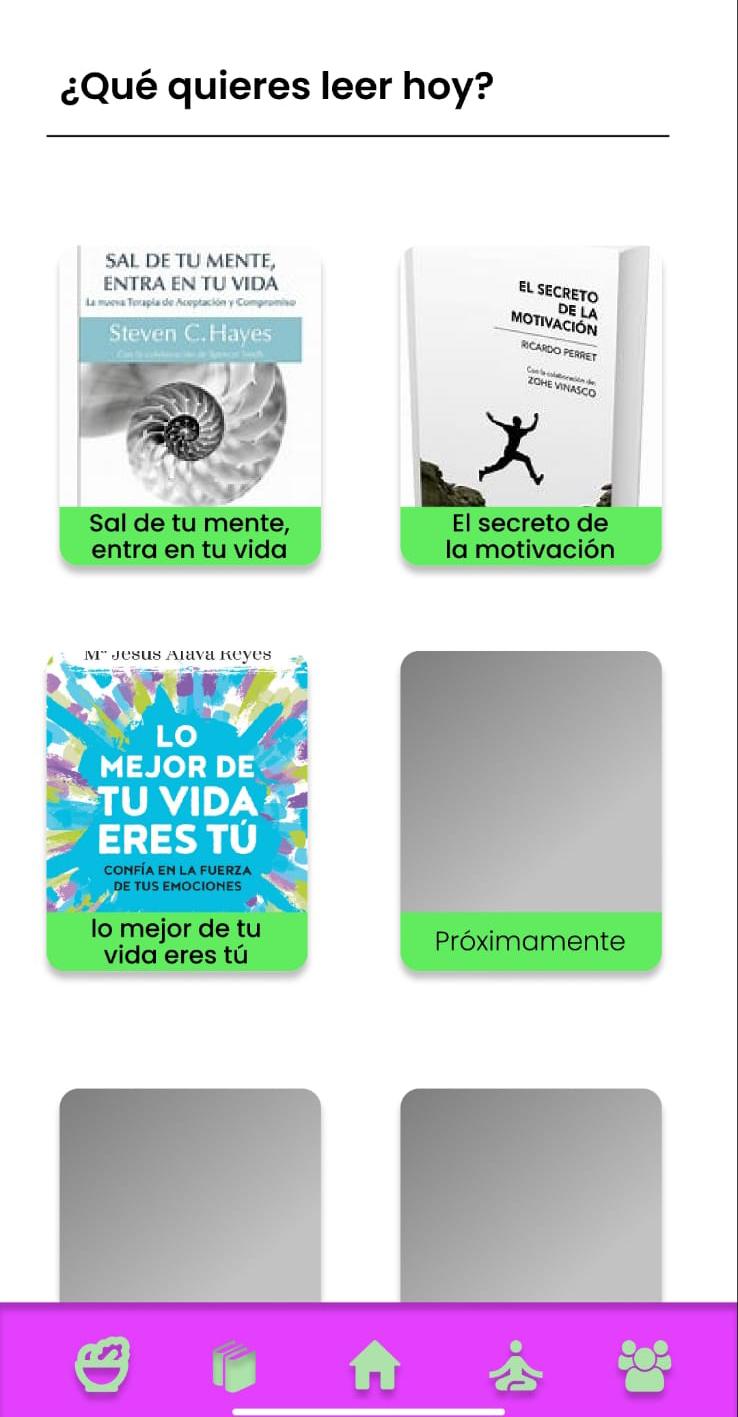 ¿Qué quieres leer hoy?
SAL DE TU MENTE,
ENTRA EN TU VIDA
La nueva Terapia de Aceptación y Compromiso
Steven C. Hayes
Con la colaboración de Spencer Smith
Sal de tu mente,
entra en tu vida
EL SECRETO
DE LA
MOTIVACIÓN
RICARDO PERRET
Con la colaboración de:
ZOHE VINASCO
El secreto de
la motivación
Mª Jesús Álava Reyes
LO
MEJOR DE
TU VIDA
ERES TÚ
CONFÍA EN LA FUERZA
DE TUS EMOCIONES
lo mejor de tu
vida eres tú
Próximamente